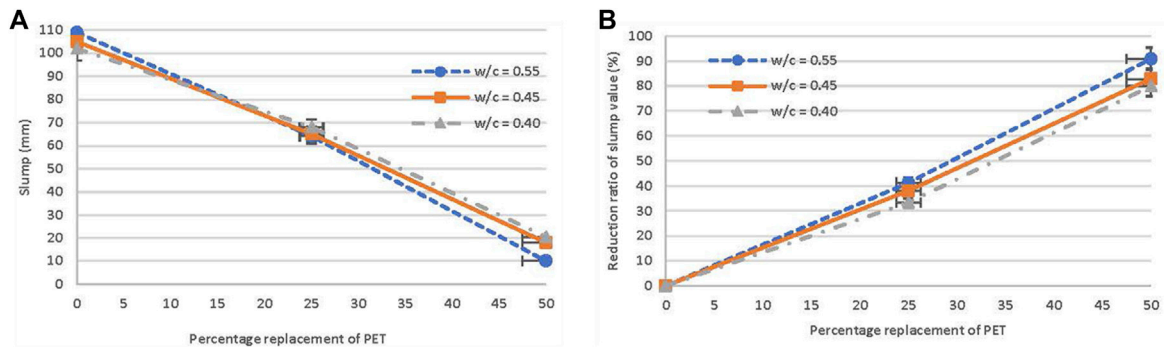 A
Slump (mm)
110
100
90
80
70
60
50
40
30
20
10
0
0 5 10 15 20 25 30 35 40 45 50
w/c = 0.55
w/c = 0.45
w/c = 0.40
Percentage replacement of PET
B
Reduction ratio of slump value (%)
100
90
80
70
60
50
40
30
20
10
0
0 5 10 15 20 25 30 35 40 45 50
w/c = 0.55
w/c = 0.45
w/c = 0.40
Percentage replacement of PET